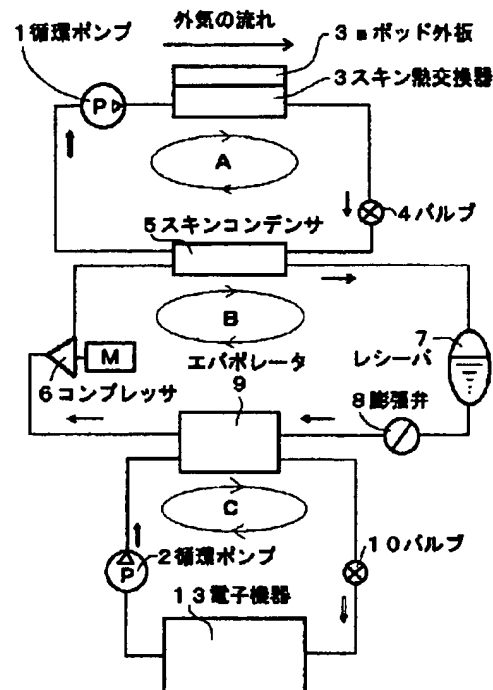 外気の流れ
1循環ポンプ
3mポッド外板
3スキン熱交換器
P
A
4バルブ
5スキンコンデンサ
B
7
レシーバ
M
6コンプレッサ
エバポレータ
9
8膨張弁
C
2循環ポンプ
P
10バルブ
13電子機器